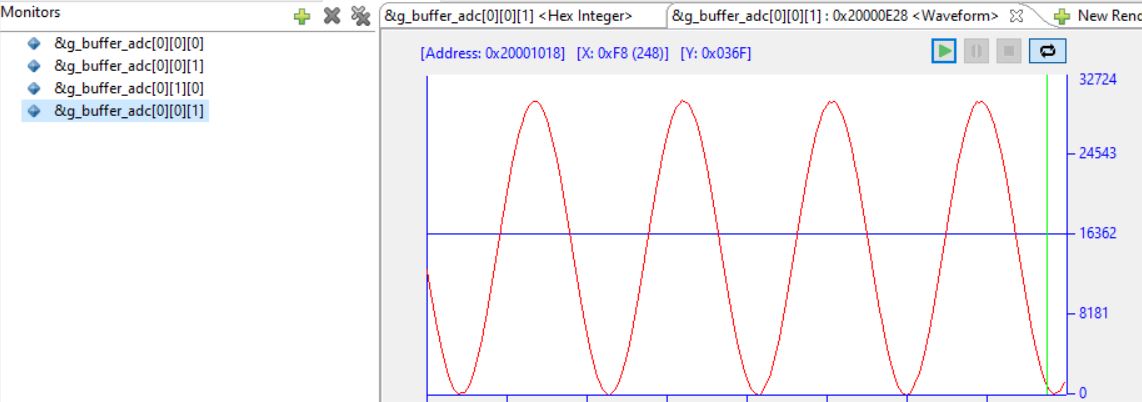 Monitors
&g_buffer_adc[0][0][0]
&g_buffer_adc[0][0][1]
&g_buffer_adc[0][1][0]
&g_buffer_adc[0][0][1]
&g_buffer_adc[0][0][1] <Hex Integer>
&g_buffer_adc[0][0][1] : 0x20000E28 <Waveform>
New Ren
[Address: 0x20001018] [X: 0xF8 (248)] [Y: 0x036F]
32724
24543
16362
8181
0